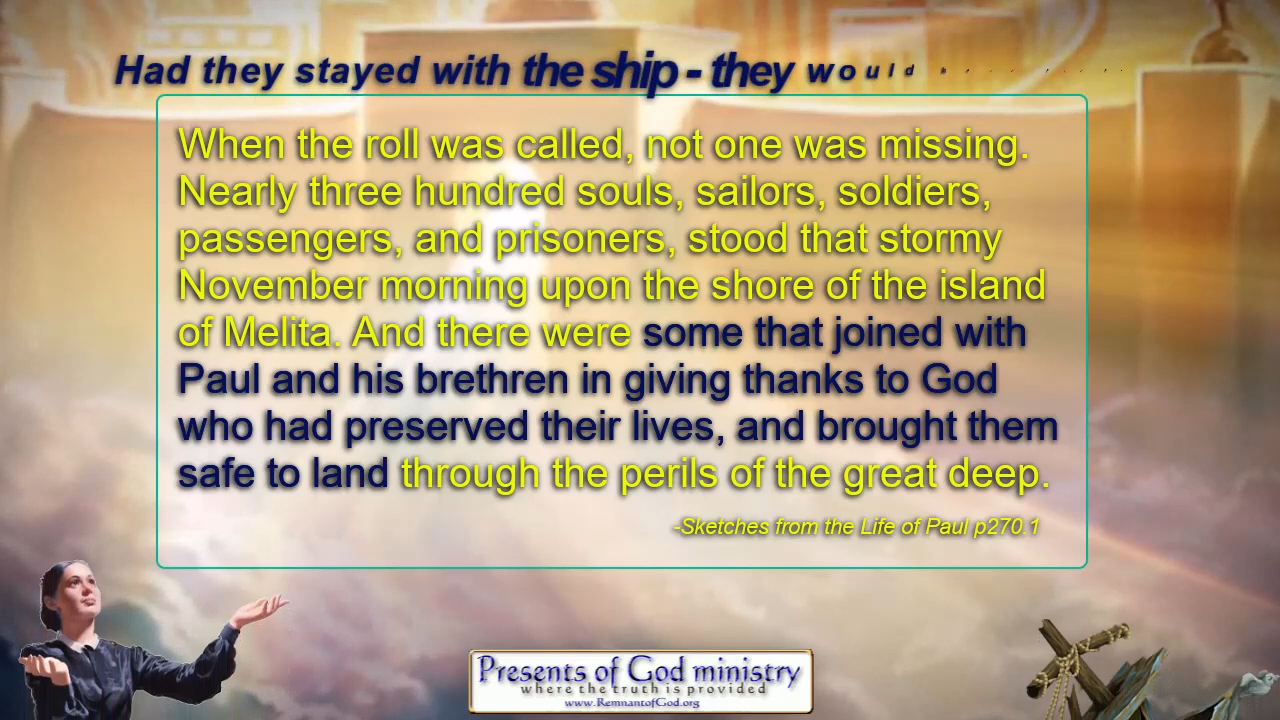 Had they stayed with the ship - they would
When the roll was called, not one was missing.
Nearly three hundred souls, sailors, soldiers,
passengers, and prisoners, stood that stormy
November morning upon the shore of the island
of Melita. And there were some that joined with
Paul and his brethren in giving thanks to God
who had preserved their lives, and brought them
safe to land through the perils of the great deep.
-Sketches from the Life of Paul p270.1
Presents of God ministry
where the truth is provided
www.RemnantofGod.org